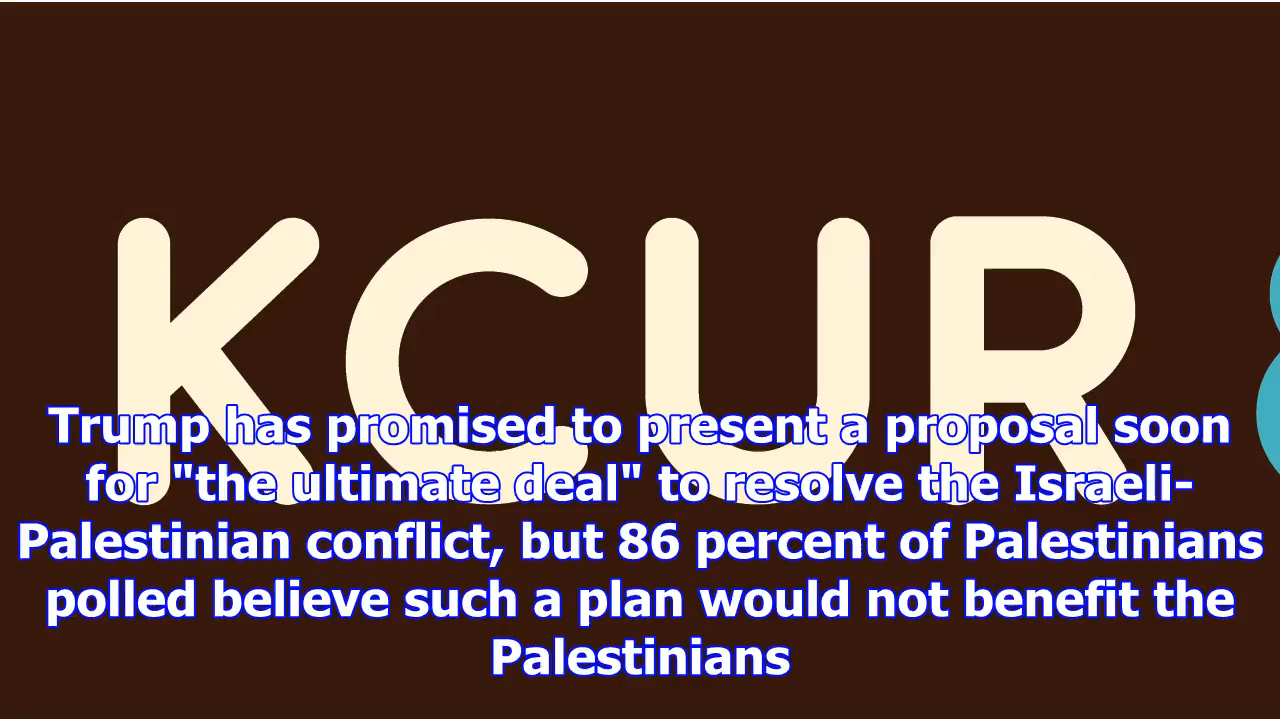 KCUR
Trump has promised to present a proposal soon
for "the ultimate deal" to resolve the Israeli-
Palestinian conflict, but 86 percent of Palestinians
polled believe such a plan would not benefit the
Palestinians